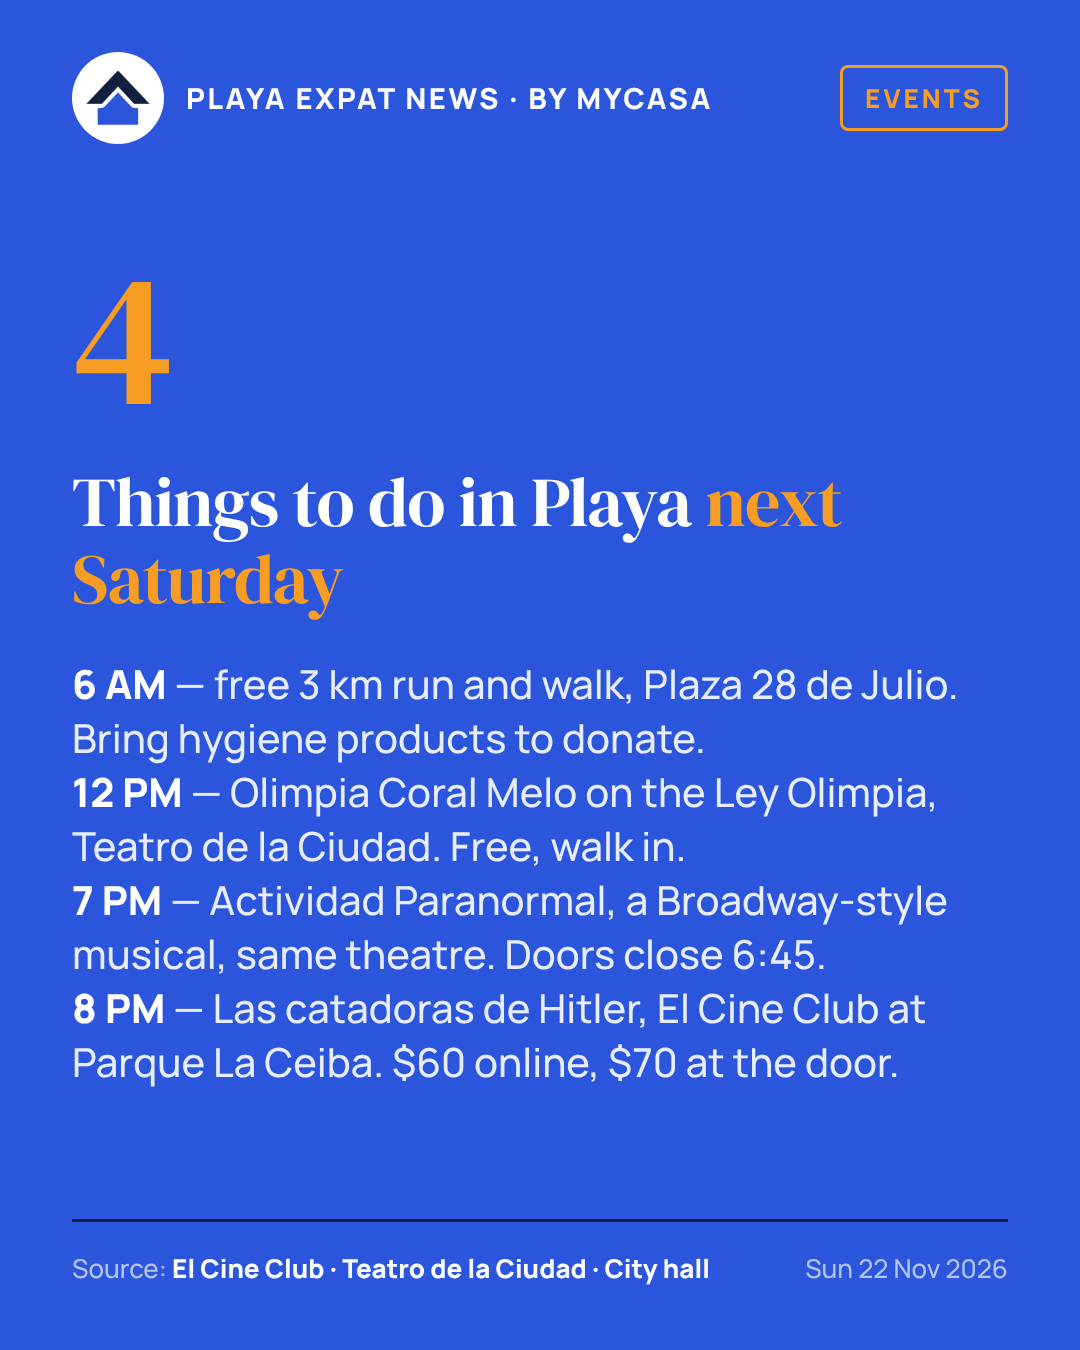 PLAYA EXPAT NEWS · BY MYCASA
EVENTS
4
Things to do in Playa next
Saturday
6 AM — free 3 km run and walk, Plaza 28 de Julio.
Bring hygiene products to donate.
12 PM — Olimpia Coral Melo on the Ley Olimpia,
Teatro de la Ciudad. Free, walk in.
7 PM — Actividad Paranormal, a Broadway-style
musical, same theatre. Doors close 6:45.
8 PM — Las catadoras de Hitler, El Cine Club at
Parque La Ceiba. $60 online, $70 at the door.
Source: El Cine Club · Teatro de la Ciudad · City hall
Sun 22 Nov 2026